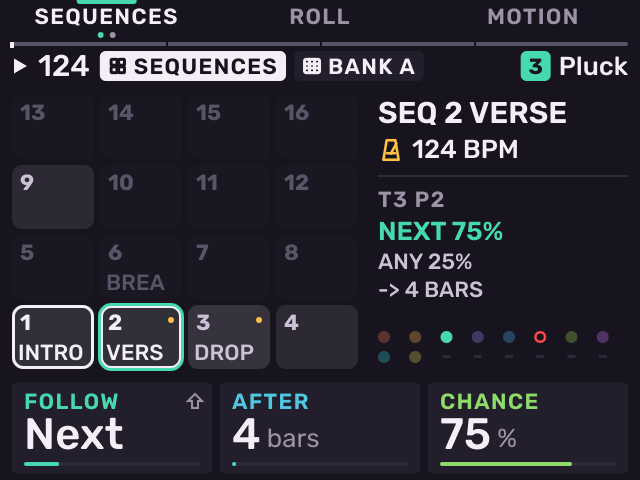 SEQUENCES ROLL MOTION
124 SEQUENCES BANK A 3 Pluck
13 14 15 16
9 10 11 12
5 6 7 8
BREA
1 2 3 4
INTRO VERS DROP
SEQ 2 VERSE
124 BPM
T3 P2
NEXT 75%
ANY 25%
-> 4 BARS
FOLLOW AFTER CHANCE
Next 4 bars 75 %